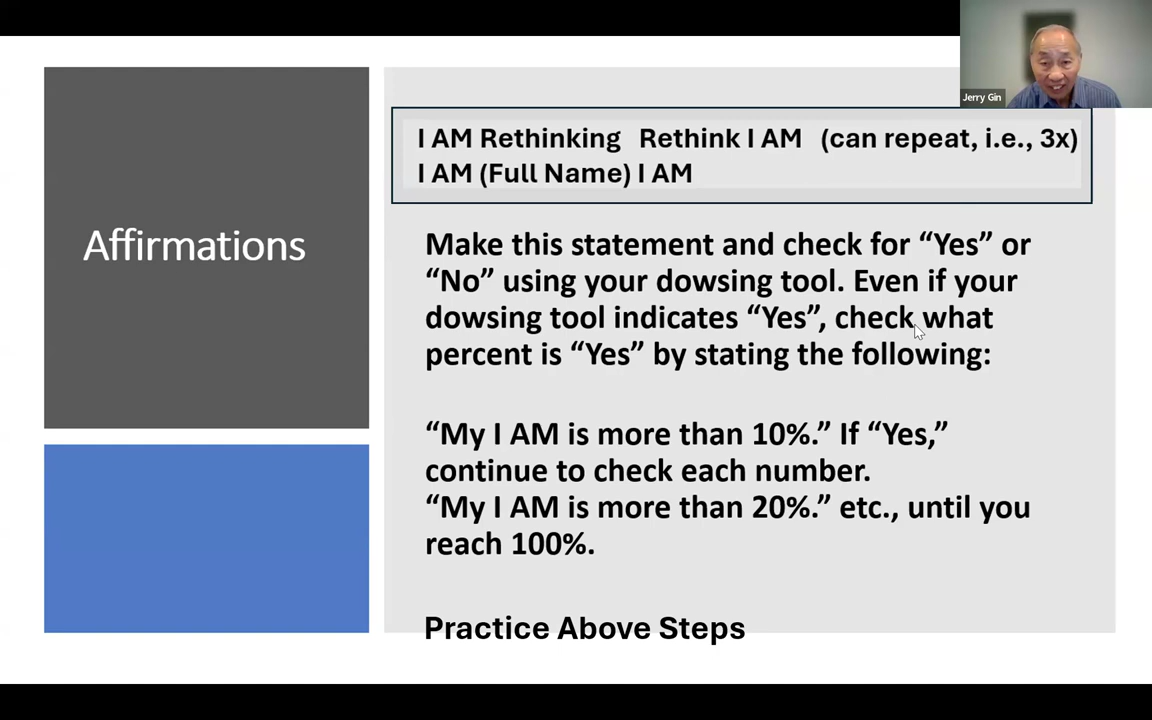 Jerry Gin
Affirmations
I AM Rethinking Rethink I AM (can repeat, i.e., 3x)
I AM (Full Name) I AM
Make this statement and check for “Yes” or
“No” using your dowsing tool. Even if your
dowsing tool indicates “Yes”, check what
percent is “Yes” by stating the following:
“My I AM is more than 10%.” If “Yes,”
continue to check each number.
“My I AM is more than 20%.” etc., until you
reach 100%.
Practice Above Steps